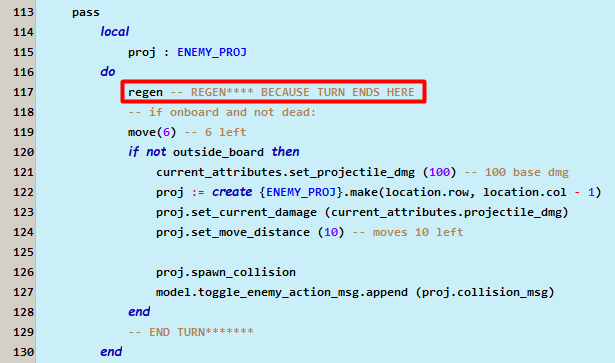 113 pass
114 local
115 proj : ENEMY_PROJ
116 do
117 regen -- REGEN**** BECAUSE TURN ENDS HERE
118 -- if onboard and not dead:
119 move(6) -- 6 left
120 if not outside_board then
121 current_attributes.set_projectile_dmg (100) -- 100 base dmg
122 proj := create {ENEMY_PROJ}.make(location.row, location.col - 1)
123 proj.set_current_damage (current_attributes.projectile_dmg)
124 proj.set_move_distance (10) -- moves 10 left
125
126 proj.spawn_collision
127 model.toggle_enemy_action_msg.append (proj.collision_msg)
128 end
129 -- END TURN*******
130 end